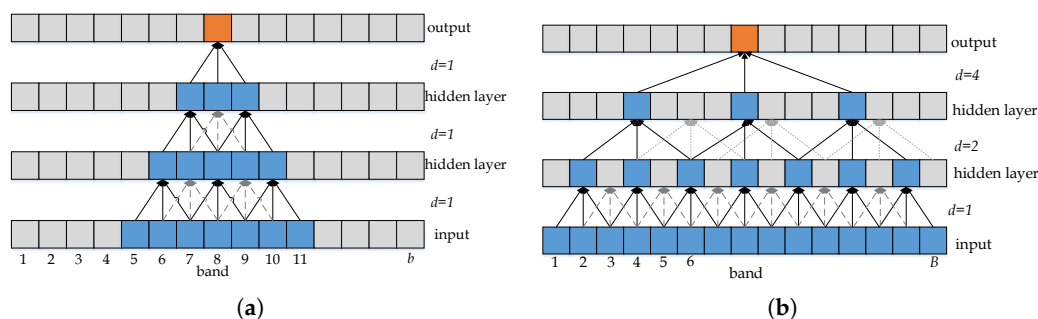 output
d=1
hidden layer
d=1
hidden layer
d=1
input
1 2 3 4 5 6 7 8 9 10 11 b
band
(a)
output
d=4
hidden layer
d=2
hidden layer
d=1
input
1 2 3 4 5 6 B
band
(b)